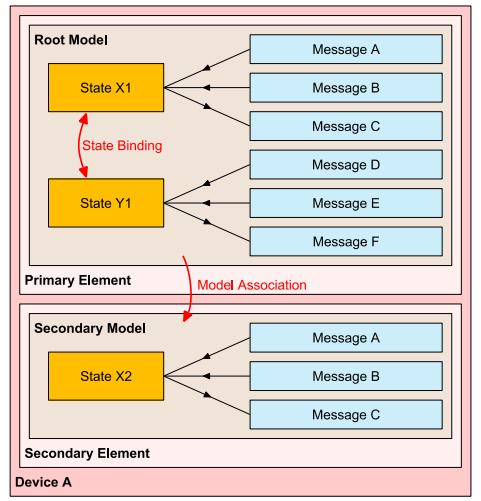 Root Model
Message A
State X1
Message B
Message C
State Binding
Message D
State Y1
Message E
Message F
Primary Element
Model Association
Secondary Model
Message A
State X2
Message B
Message C
Secondary Element
Device A